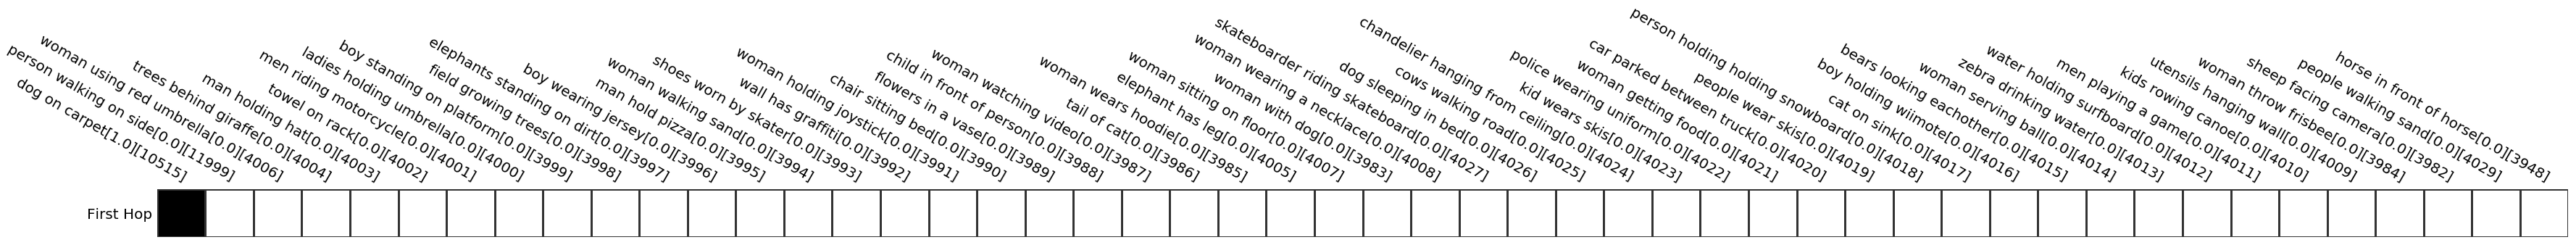 dog on carpet[1.0][10515]
person walking on side[0.0][11999]
woman using red umbrella[0.0][4006]
trees behind giraffe[0.0][4004]
man holding hat[0.0][4003]
towel on rack[0.0][4002]
men riding motorcycle[0.0][4001]
ladies holding umbrella[0.0][4000]
boy standing on platform[0.0][3999]
field growing trees[0.0][3998]
elephants standing on dirt[0.0][3997]
boy wearing jersey[0.0][3996]
man hold pizza[0.0][3995]
woman walking sand[0.0][3994]
shoes worn by skater[0.0][3993]
wall has graffiti[0.0][3992]
woman holding joystick[0.0][3991]
chair sitting bed[0.0][3990]
flowers in a vase[0.0][3989]
child in front of person[0.0][3988]
woman watching video[0.0][3987]
tail of cat[0.0][3986]
woman wears hoodie[0.0][3985]
elephant has leg[0.0][4005]
woman sitting on floor[0.0][4007]
woman with dog[0.0][3983]
woman wearing a necklace[0.0][4008]
skateboarder riding skateboard[0.0][4027]
dog sleeping in bed[0.0][4026]
cows walking road[0.0][4025]
chandelier hanging from ceiling[0.0][4024]
kid wears skis[0.0][4023]
police wearing uniform[0.0][4022]
woman getting food[0.0][4021]
car parked between truck[0.0][4020]
people wear skis[0.0][4019]
person holding snowboard[0.0][4018]
cat on sink[0.0][4017]
boy holding wiimote[0.0][4016]
bears looking eachother[0.0][4015]
woman serving ball[0.0][4014]
zebra drinking water[0.0][4013]
water holding surfboard[0.0][4012]
men playing a game[0.0][4011]
kids rowing canoe[0.0][4010]
utensils hanging wall[0.0][4009]
woman throw frisbee[0.0][3984]
sheep facing camera[0.0][3982]
people walking sand[0.0][4029]
horse in front of horse[0.0][3948]
First Hop